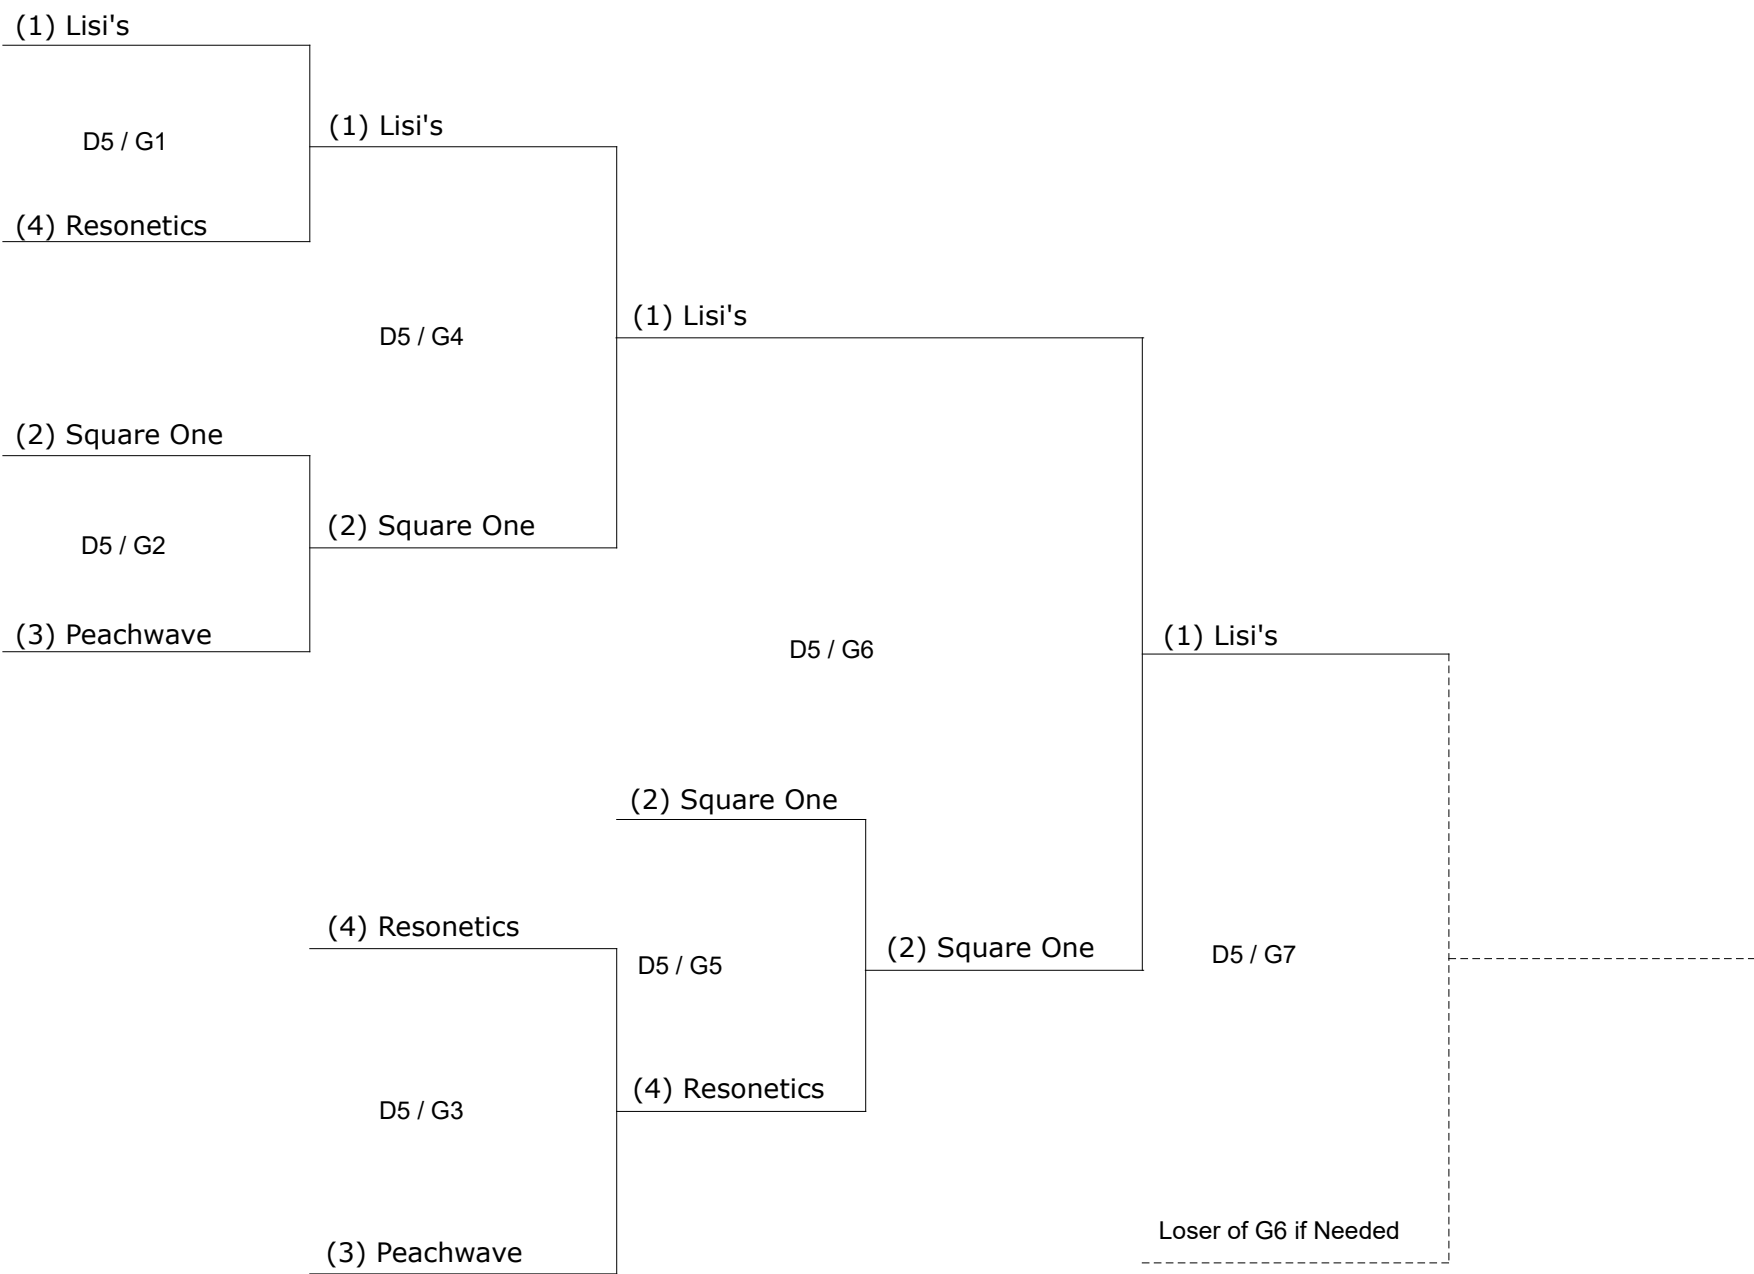 (1) Lisi's
D5 / G1
(1) Lisi's
(4) Resonetics
D5 / G4
(1) Lisi's
(2) Square One
D5 / G2
(2) Square One
(3) Peachwave
D5 / G6
(1) Lisi's
(2) Square One
(4) Resonetics
D5 / G5
(2) Square One
D5 / G7
D5 / G3
(4) Resonetics
(3) Peachwave
Loser of G6 if Needed